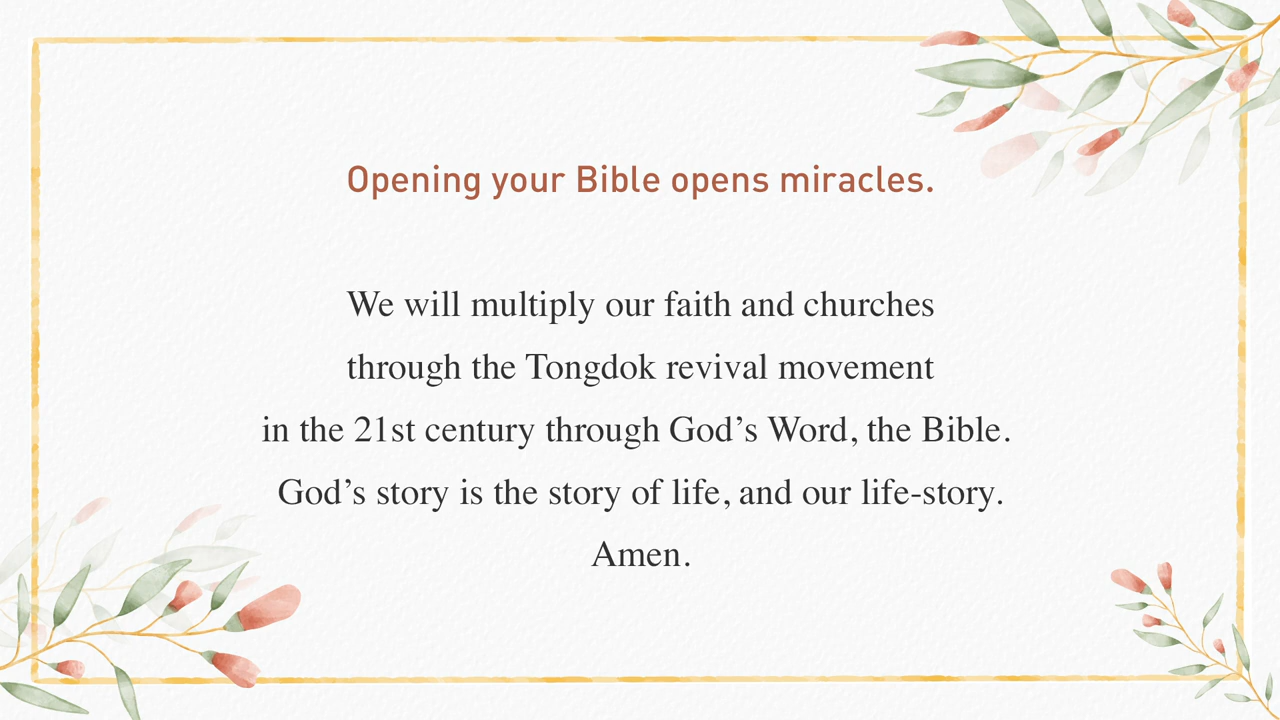 Opening your Bible opens miracles.
We will multiply our faith and churches
through the Tongdok revival movement
in the 21st century through God’s Word, the Bible.
God’s story is the story of life, and our life-story.
Amen.